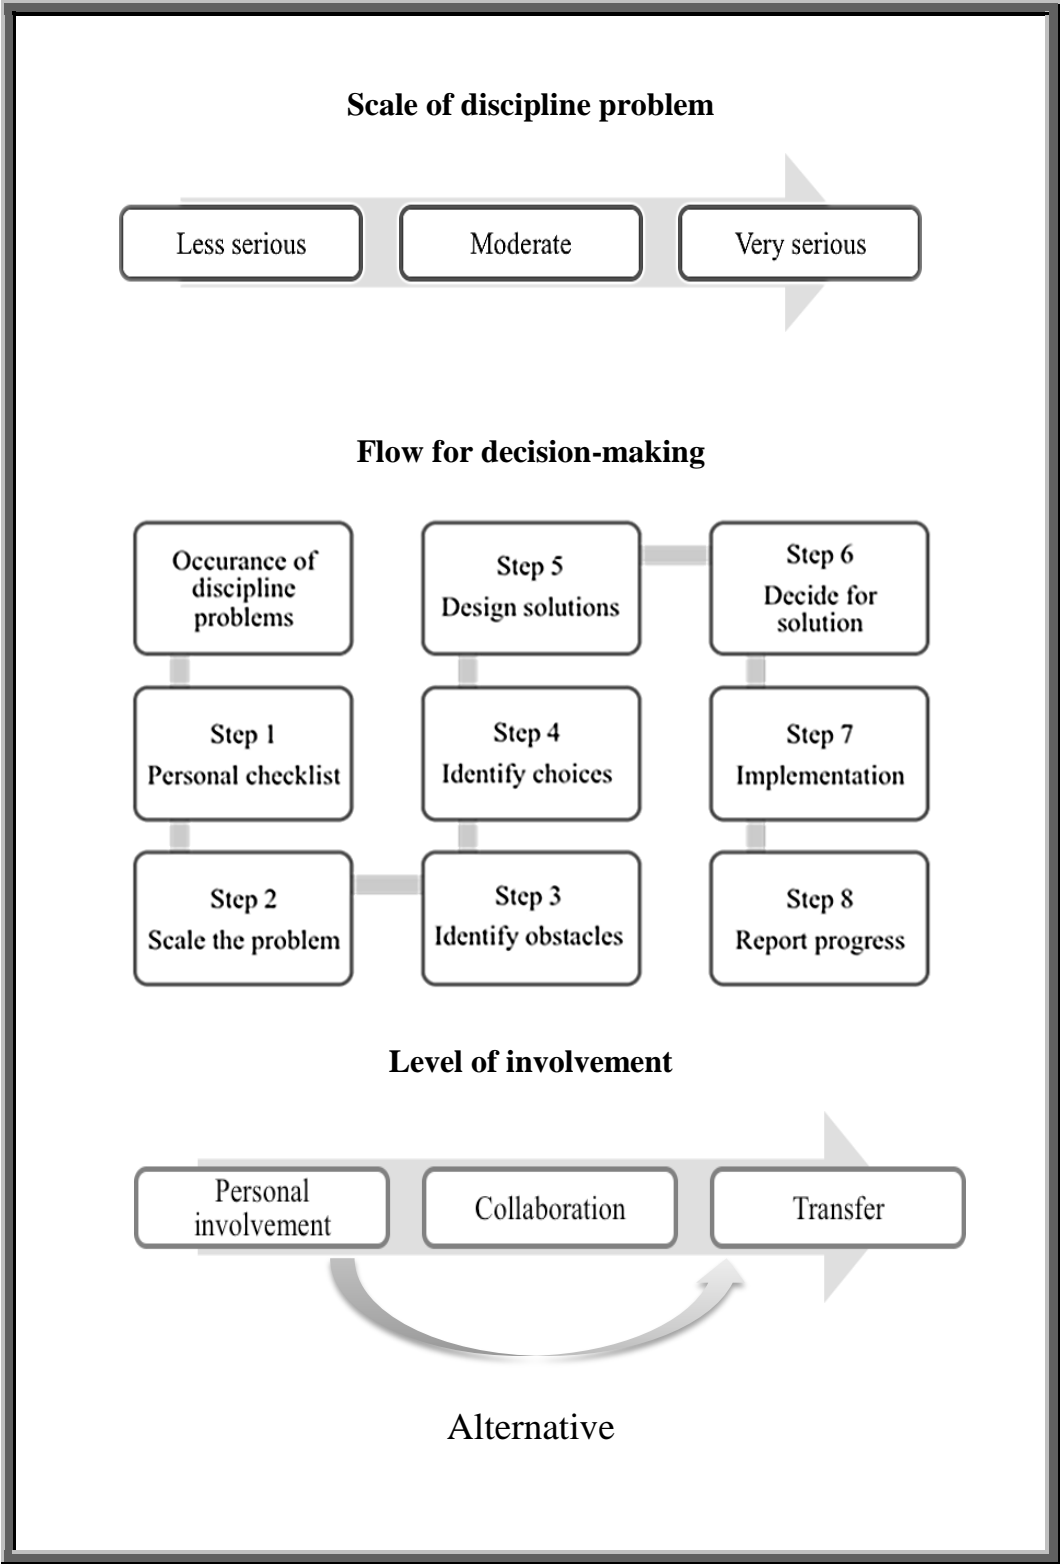 Scale of discipline problem
Less serious
Moderate
Very serious
Flow for decision-making
Occurance of
discipline
problems
Step 1
Personal checklist
Step 2
Scale the problem
Step 3
Identify obstacles
Step 4
Identify choices
Step 5
Design solutions
Step 6
Decide for
solution
Step 7
Implementation
Step 8
Report progress
Level of involvement
Personal
involvement
Collaboration
Transfer
Alternative